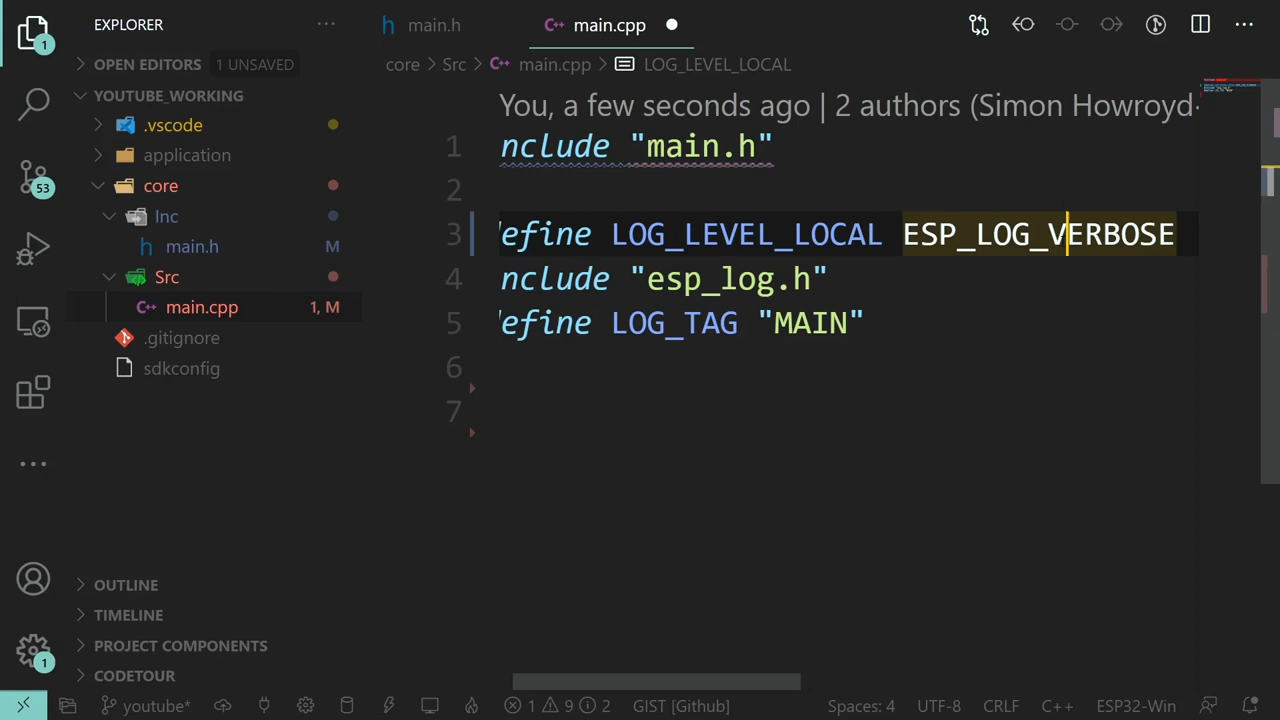 EXPLORER
main.h
main.cpp
OPEN EDITORS 1 UNSAVED
core Src main.cpp LOG_LEVEL_LOCAL
YOUTUBE_WORKING
.vscode
application
core
Inc
main.h M
Src
main.cpp 1, M
.gitignore
sdkconfig
You, a few seconds ago | 2 authors (Simon Howroyd
1 nclude "main.h"
2
3 efine LOG_LEVEL_LOCAL ESP_LOG_VERBOSE
4 nclude "esp_log.h"
5 efine LOG_TAG "MAIN"
6
7
1
53
1
OUTLINE
TIMELINE
PROJECT COMPONENTS
CODETOUR
youtube* 1 9 2 GIST [Github] Spaces: 4 UTF-8 CRLF C++ ESP32-Win